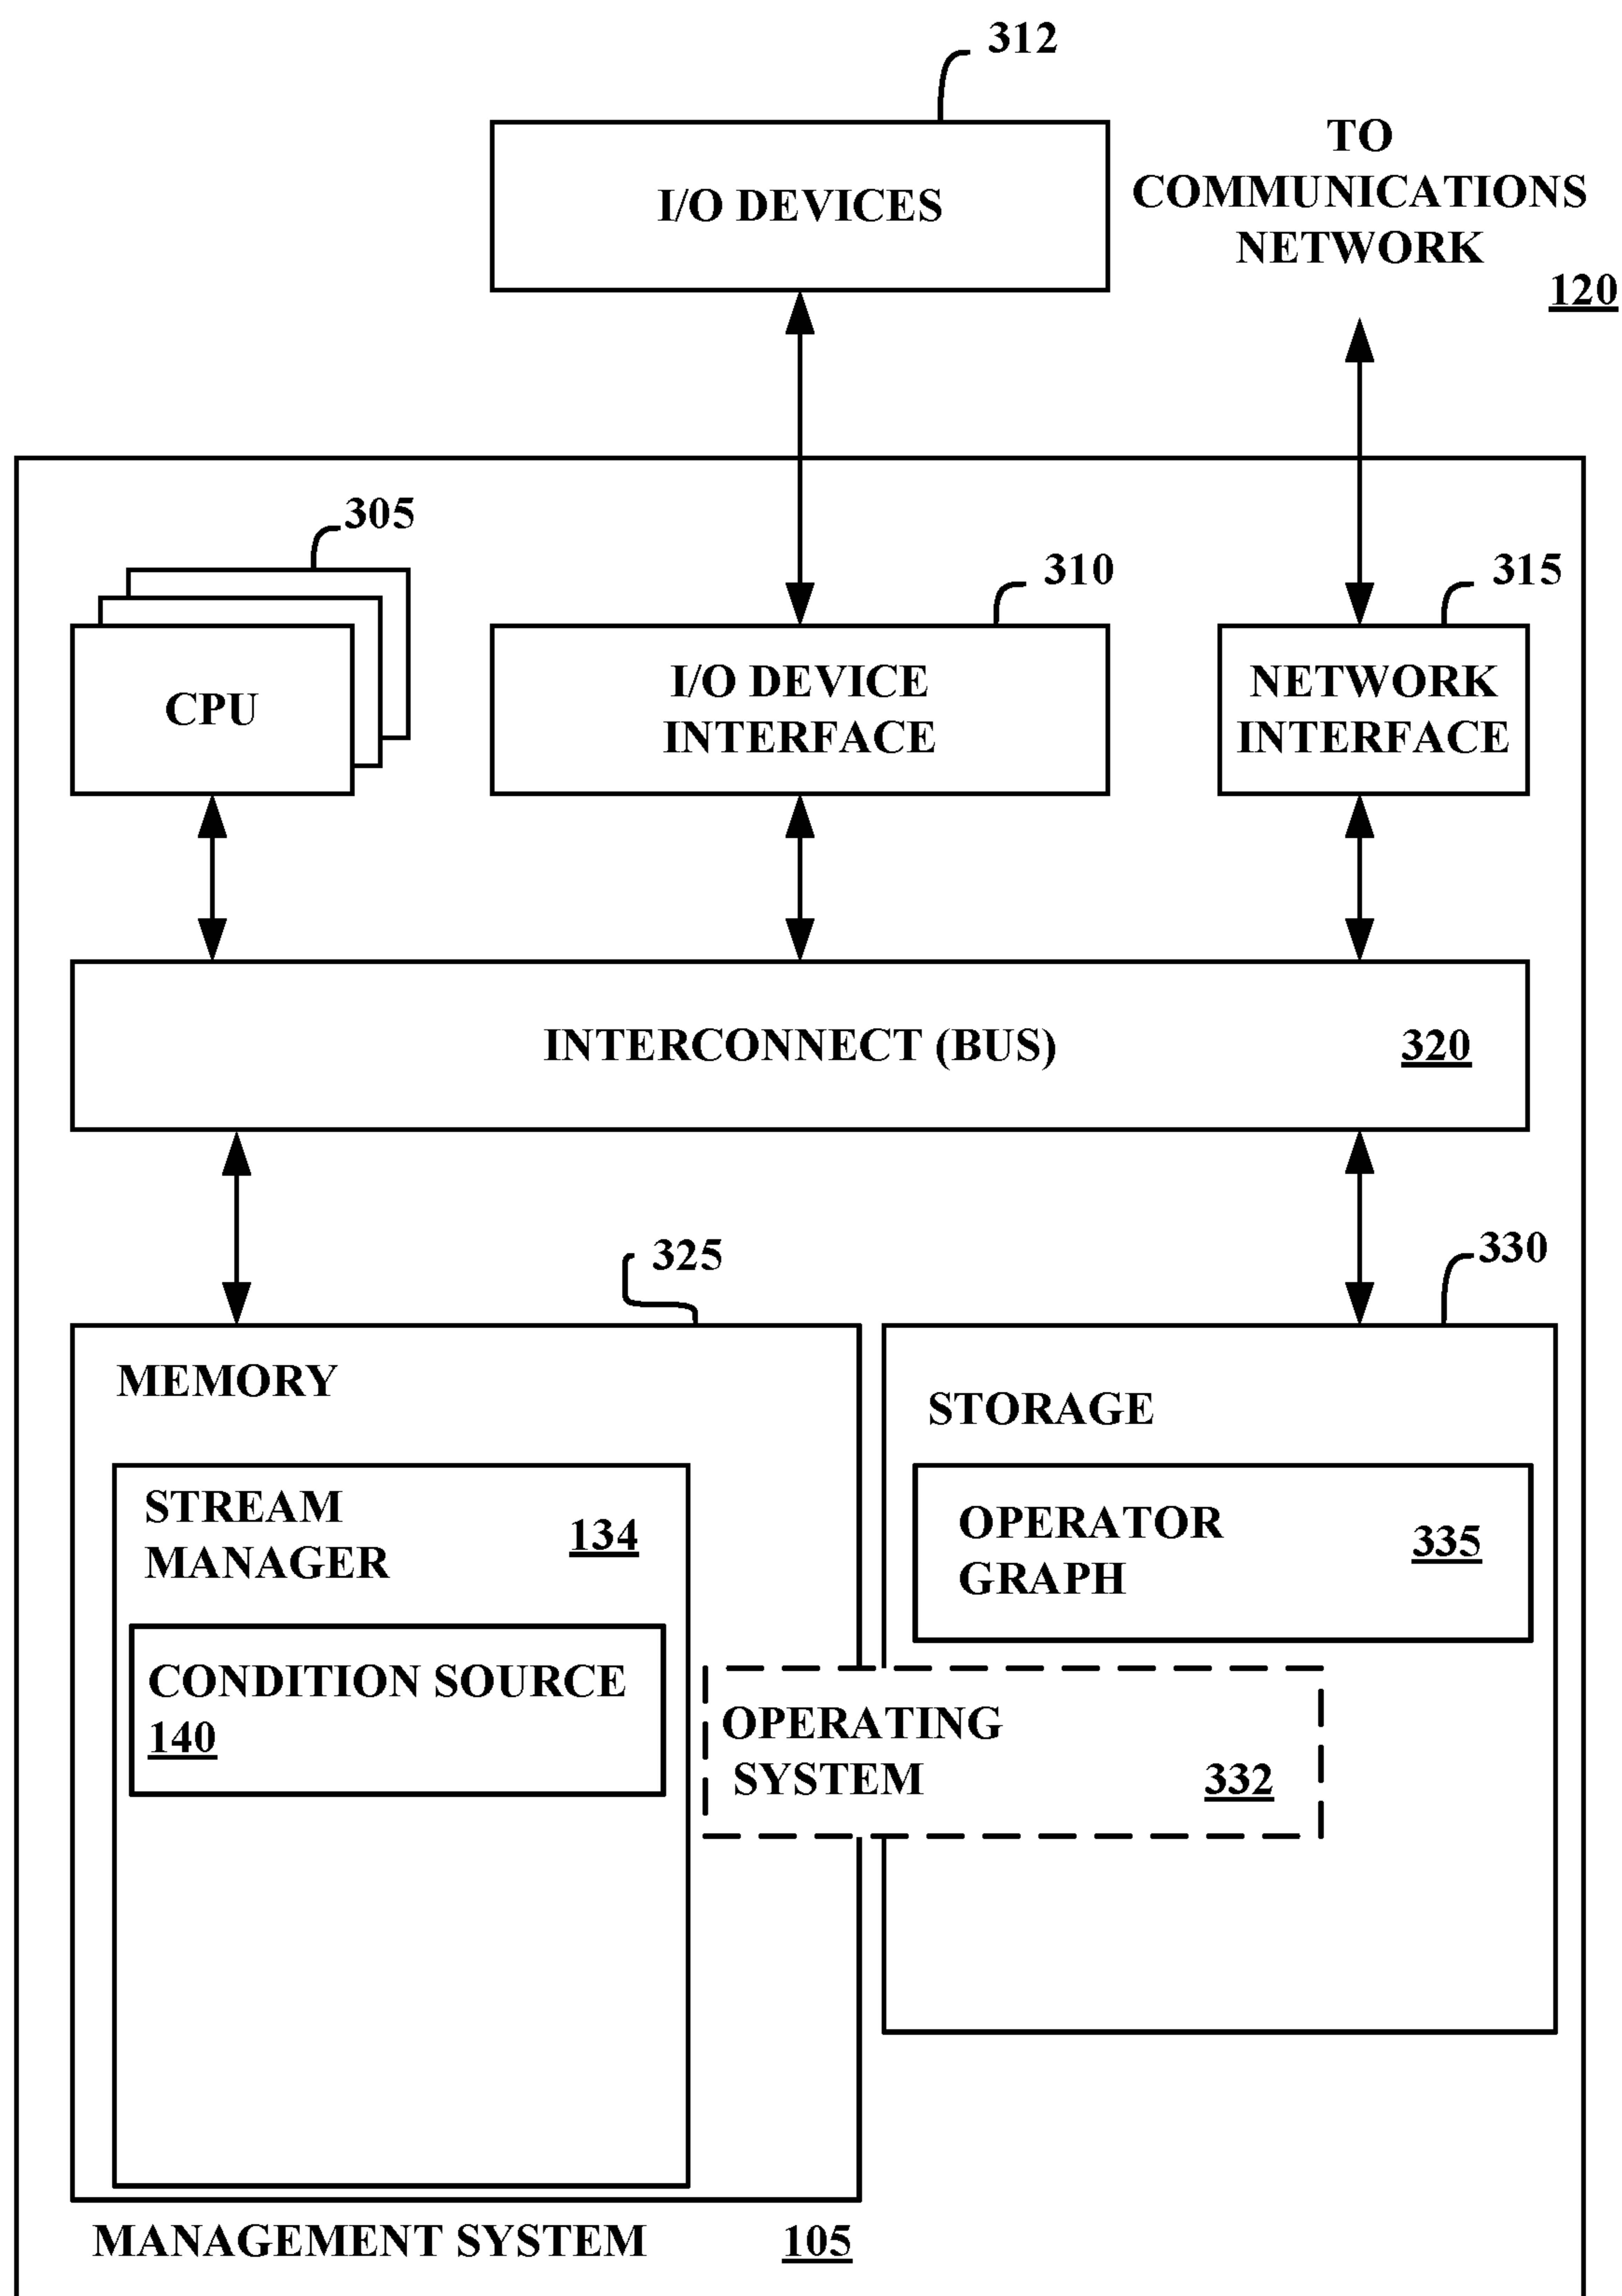 312
I/O DEVICES
TO
COMMUNICATIONS
NETWORK
120
305
310
315
CPU
I/O DEVICE
INTERFACE
NETWORK
INTERFACE
INTERCONNECT (BUS)
320
325
330
MEMORY
STORAGE
STREAM
MANAGER
134
OPERATOR
GRAPH
335
CONDITION SOURCE
140
OPERATING
SYSTEM
332
MANAGEMENT SYSTEM
105